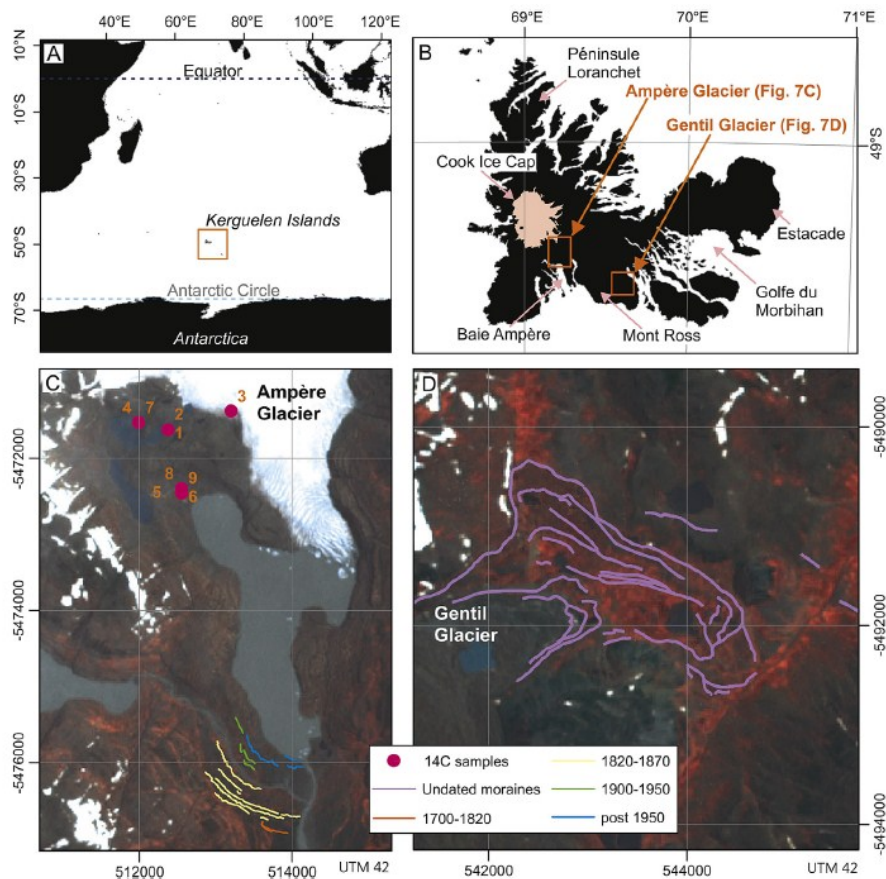 40°E 60°E 80°E 100°E 120°E
10°N
10°S
30°S
50°S
70°S
A
Equator
Kerguelen Islands
Antarctic Circle
Antarctica
69°E 70°E 71°E
49°S
B
Péninsule
Loranchet
Ampère Glacier (Fig. 7C)
Gentil Glacier (Fig. 7D)
Cook Ice Cap
Estacade
Golfe du
Morbihan
Baie Ampère
Mont Ross
C
Ampère
Glacier
3
4 7 2
1
8 9
5 6
-5472000
-5474000
-5476000
512000 514000 UTM 42
D
Gentil
Glacier
-5490000
-5492000
-5494000
542000 544000 UTM 42
14C samples
Undated moraines
1700-1820
1820-1870
1900-1950
post 1950